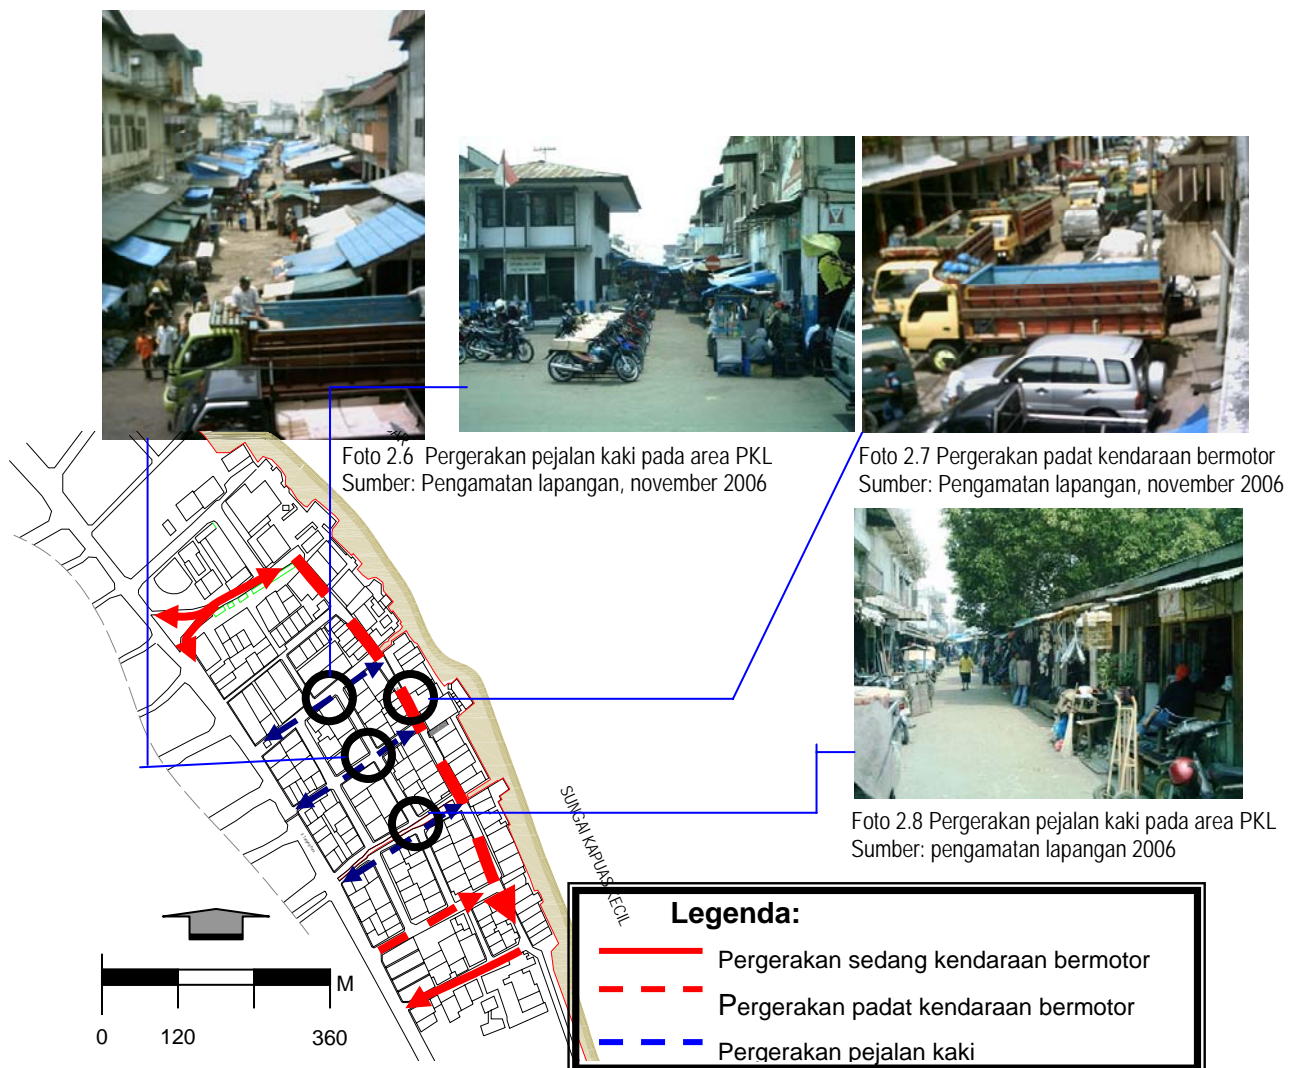 Foto 2.6 Pergerakan pejalan kaki pada area PKL
Sumber: Pengamatan lapangan, november 2006
Foto 2.7 Pergerakan padat kendaraan bermotor
Sumber: Pengamatan lapangan, november 2006
Foto 2.8 Pergerakan pejalan kaki pada area PKL
Sumber: pengamatan lapangan 2006
SUNGAI KAPUAS KECIL
M
0 120 360
Legenda:
Pergerakan sedang kendaraan bermotor
Pergerakan padat kendaraan bermotor
Pergerakan pejalan kaki